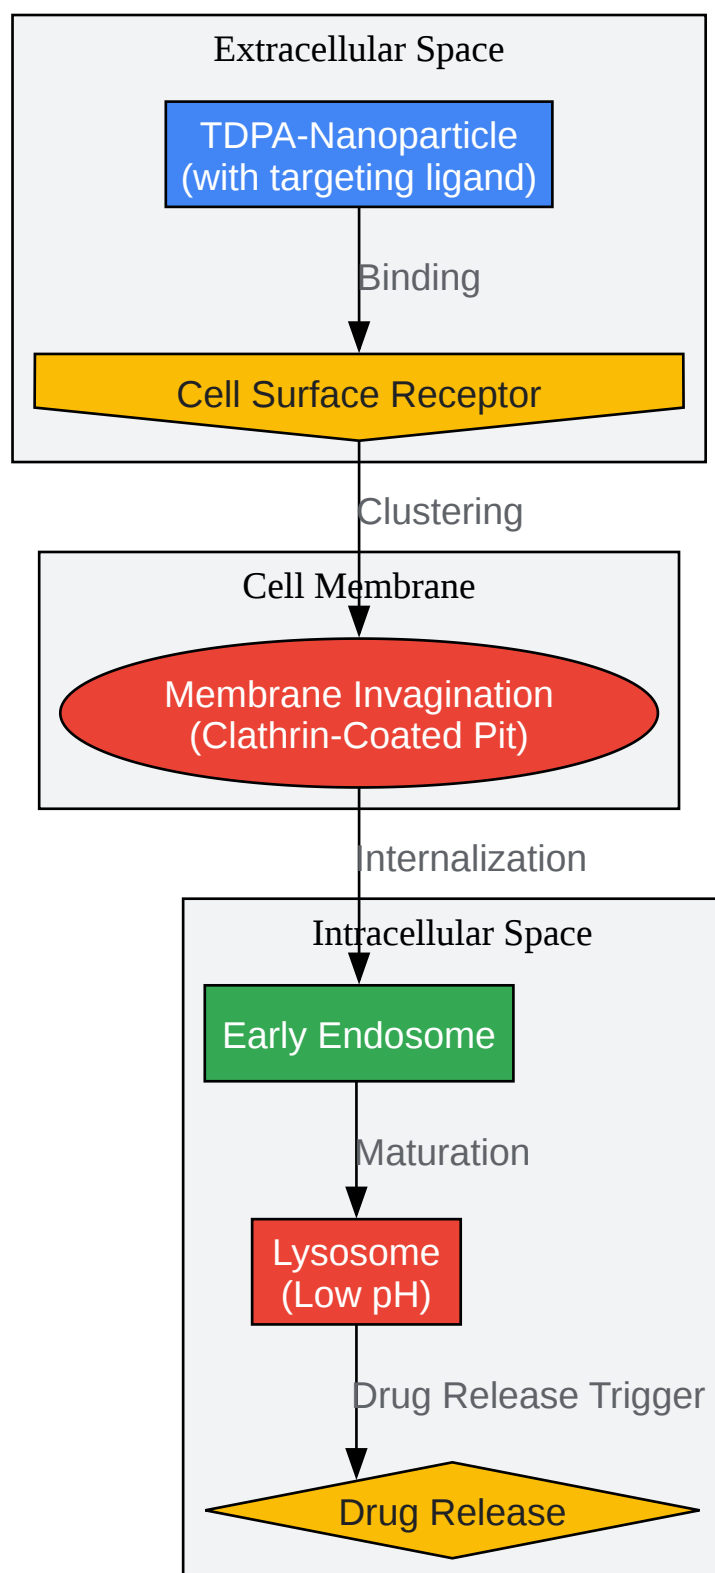 Extracellular Space
TDPA-Nanoparticle
(with targeting ligand)
Binding
Cell Surface Receptor
Clustering
Cell Membrane
Membrane Invagination
(Clathrin-Coated Pit)
Internalization
Intracellular Space
Early Endosome
Maturation
Lysosome
(Low pH)
Drug Release Trigger
Drug Release